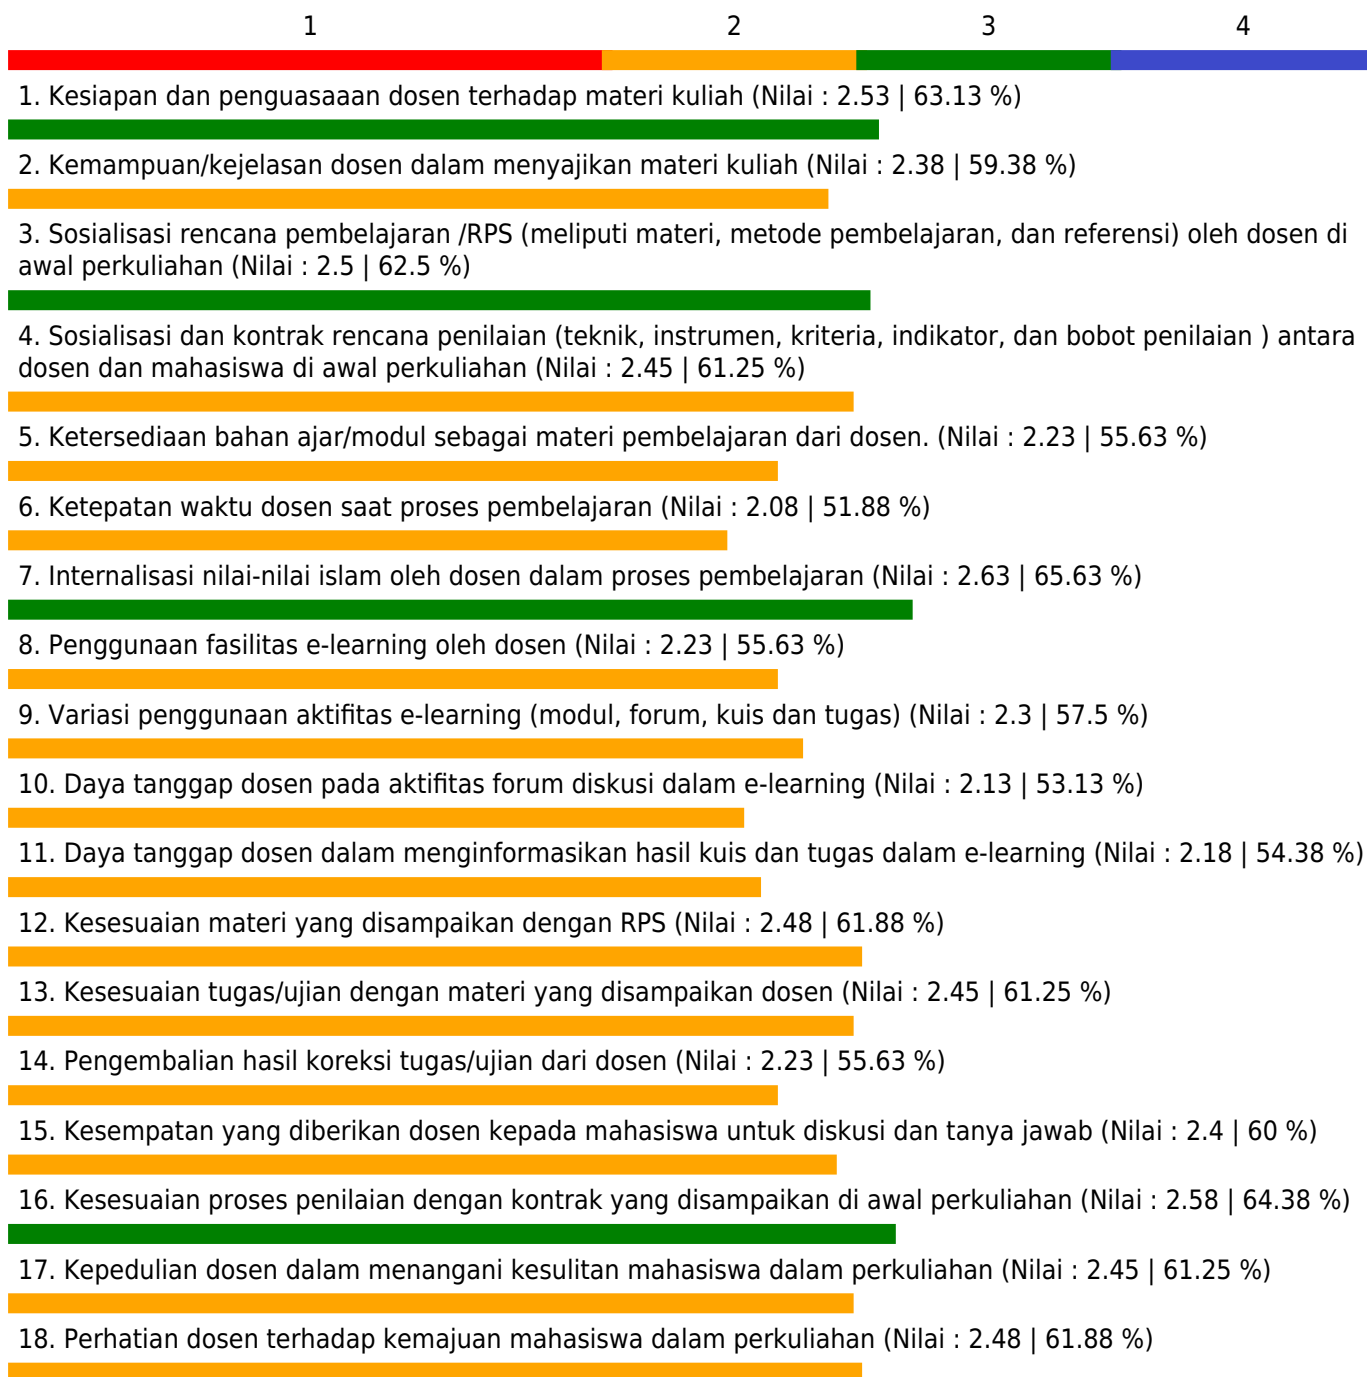 1 2 3 4
1. Kesiapan dan penguasaaan dosen terhadap materi kuliah (Nilai : 2.53 | 63.13 %)
2. Kemampuan/kejelasan dosen dalam menyajikan materi kuliah (Nilai : 2.38 | 59.38 %)
3. Sosialisasi rencana pembelajaran /RPS (meliputi materi, metode pembelajaran, dan referensi) oleh dosen di
awal perkuliahan (Nilai : 2.5 | 62.5 %)
4. Sosialisasi dan kontrak rencana penilaian (teknik, instrumen, kriteria, indikator, dan bobot penilaian ) antara
dosen dan mahasiswa di awal perkuliahan (Nilai : 2.45 | 61.25 %)
5. Ketersediaan bahan ajar/modul sebagai materi pembelajaran dari dosen. (Nilai : 2.23 | 55.63 %)
6. Ketepatan waktu dosen saat proses pembelajaran (Nilai : 2.08 | 51.88 %)
7. Internalisasi nilai-nilai islam oleh dosen dalam proses pembelajaran (Nilai : 2.63 | 65.63 %)
8. Penggunaan fasilitas e-learning oleh dosen (Nilai : 2.23 | 55.63 %)
9. Variasi penggunaan aktifitas e-learning (modul, forum, kuis dan tugas) (Nilai : 2.3 | 57.5 %)
10. Daya tanggap dosen pada aktifitas forum diskusi dalam e-learning (Nilai : 2.13 | 53.13 %)
11. Daya tanggap dosen dalam menginformasikan hasil kuis dan tugas dalam e-learning (Nilai : 2.18 | 54.38 %)
12. Kesesuaian materi yang disampaikan dengan RPS (Nilai : 2.48 | 61.88 %)
13. Kesesuaian tugas/ujian dengan materi yang disampaikan dosen (Nilai : 2.45 | 61.25 %)
14. Pengembalian hasil koreksi tugas/ujian dari dosen (Nilai : 2.23 | 55.63 %)
15. Kesempatan yang diberikan dosen kepada mahasiswa untuk diskusi dan tanya jawab (Nilai : 2.4 | 60 %)
16. Kesesuaian proses penilaian dengan kontrak yang disampaikan di awal perkuliahan (Nilai : 2.58 | 64.38 %)
17. Kepedulian dosen dalam menangani kesulitan mahasiswa dalam perkuliahan (Nilai : 2.45 | 61.25 %)
18. Perhatian dosen terhadap kemajuan mahasiswa dalam perkuliahan (Nilai : 2.48 | 61.88 %)